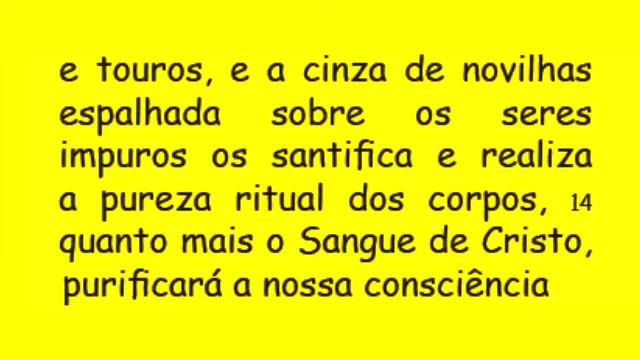 e touros, e a cinza de novilhas
espalhada sobre os seres
impuros os santifica e realiza
a pureza ritual dos corpos, 14
quanto mais o Sangue de Cristo,
purificará a nossa consciência